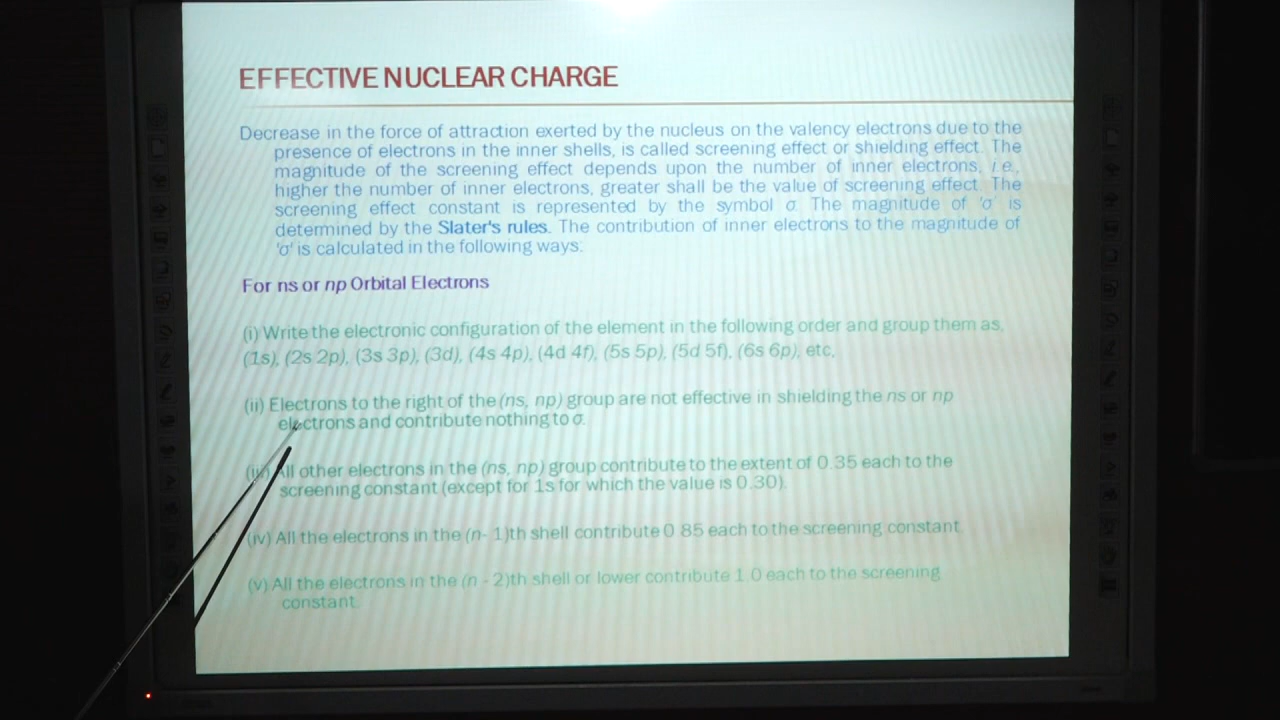 EFFECTIVE NUCLEAR CHARGE
Decrease in the force of attraction exerted by the nucleus on the valency electrons due to the
presence of electrons in the inner shells, is called screening effect or shielding effect. The
magnitude of the screening effect depends upon the number of inner electrons, i.e.,
higher the number of inner electrons, greater shall be the value of screening effect. The
screening effect constant is represented by the symbol σ. The magnitude of 'σ' is
determined by the Slater's rules. The contribution of inner electrons to the magnitude of
'σ' is calculated in the following ways:
For ns or np Orbital Electrons
(i) Write the electronic configuration of the element in the following order and group them as,
(1s), (2s 2p), (3s 3p), (3d), (4s 4p), (4d 4f), (5s 5p), (5d 5f), (6s 6p), etc.
(ii) Electrons to the right of the (ns, np) group are not effective in shielding the ns or np
electrons and contribute nothing to σ.
(iii) All other electrons in the (ns, np) group contribute to the extent of 0.35 each to the
screening constant (except for 1s for which the value is 0.30).
(iv) All the electrons in the (n- 1)th shell contribute 0.85 each to the screening constant.
(v) All the electrons in the (n - 2)th shell or lower contribute 1.0 each to the screening
constant.